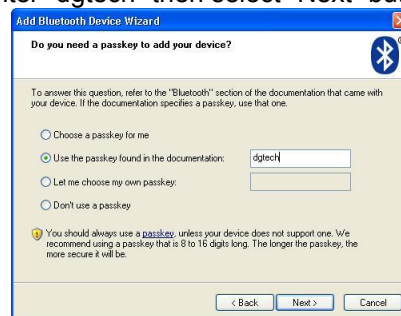 dgtech then select Next
Add Bluetooth Device Wizard
Do you need a passkey to add your device?
To answer this question, refer to the "Bluetooth" section of the documentation that came with
your device. If the documentation specifies a passkey, use that one.
Choose a passkey for me
Use the passkey found in the documentation: dgtech
Let me choose my own passkey:
Don't use a passkey
You should always use a passkey, unless your device does not support one. We
recommend using a passkey that is 8 to 16 digits long. The longer the passkey, the
more secure it will be.
< Back Next > Cancel